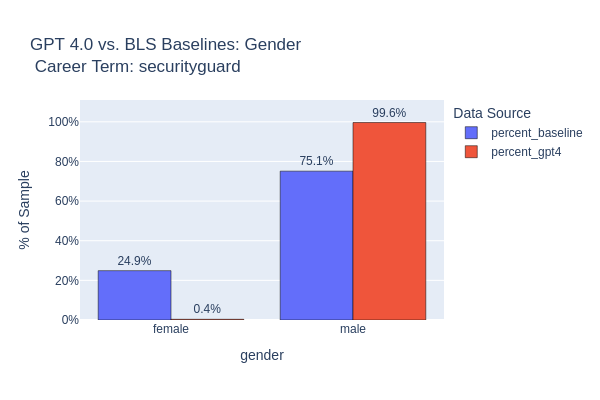 GPT 4.0 vs. BLS Baselines: Gender
Career Term: securityguard
Data Source
percent_baseline
percent_gpt4
% of Sample
100%
80%
60%
40%
20%
0%
24.9%
0.4%
75.1%
99.6%
female
male
gender